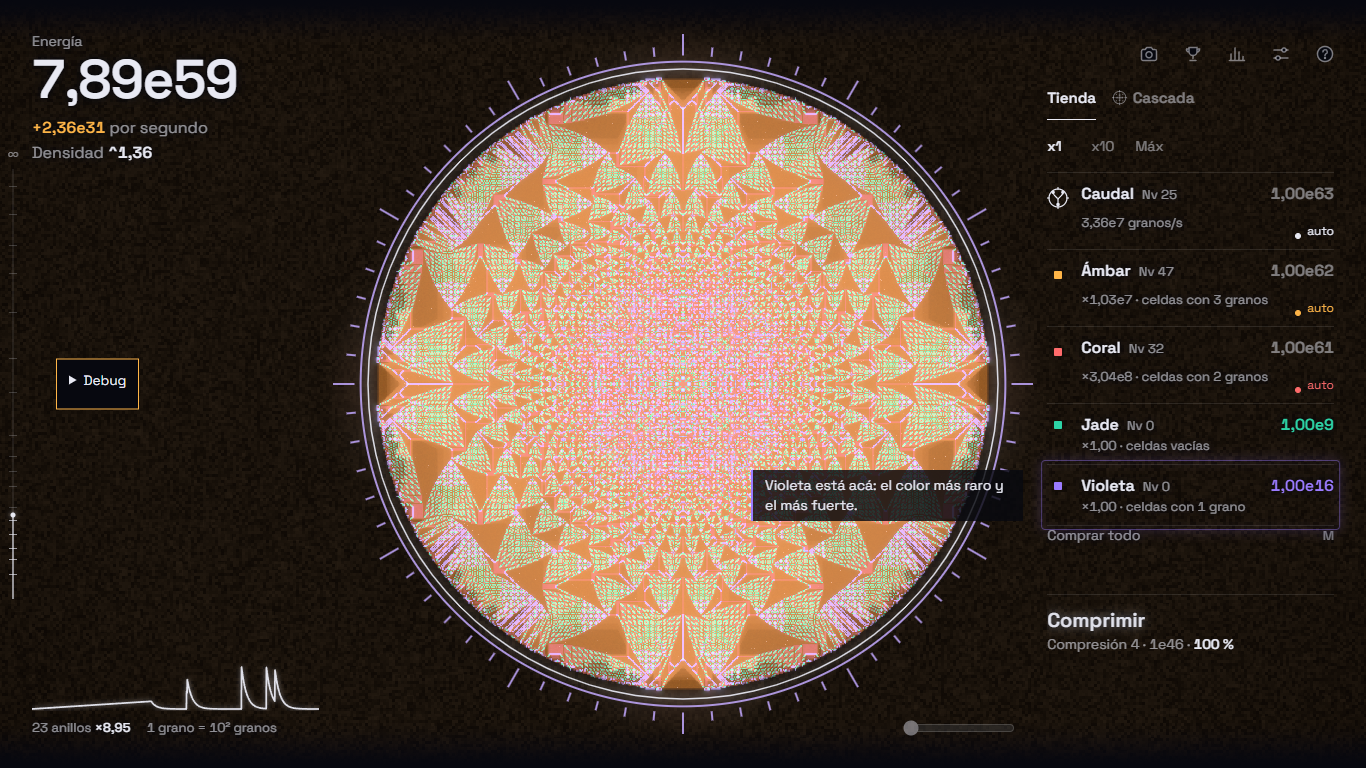 Energía
7,89e59
+2,36e31 por segundo
∞ Densidad ^1,36
Debug
23 anillos ×8,95 1 grano = 10² granos
Violeta está acá: el color más raro y
el más fuerte.
Tienda Cascada
x1 x10 Máx
Caudal Nv 25 1,00e63
3,36e7 granos/s
auto
Ámbar Nv 47 1,00e62
×1,03e7 · celdas con 3 granos
auto
Coral Nv 32 1,00e61
×3,04e8 · celdas con 2 granos
auto
Jade Nv 0 1,00e9
×1,00 · celdas vacías
Violeta Nv 0 1,00e16
×1,00 · celdas con 1 grano
Comprar todo M
Comprimir
Compresión 4 · 1e46 · 100 %